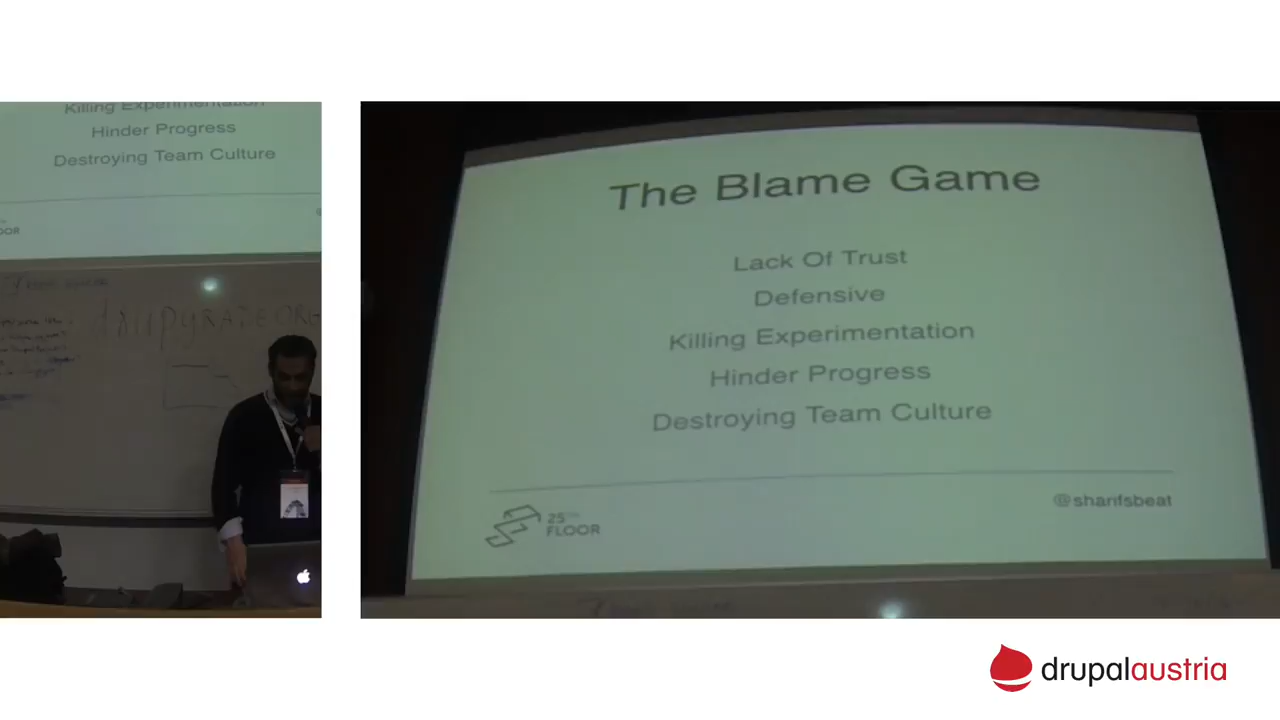 Killing Experimentation
Hinder Progress
Destroying Team Culture
The Blame Game
Lack Of Trust
Defensive
Killing Experimentation
Hinder Progress
Destroying Team Culture
25TH
FLOOR
@sharifsbeat
drupalaustria